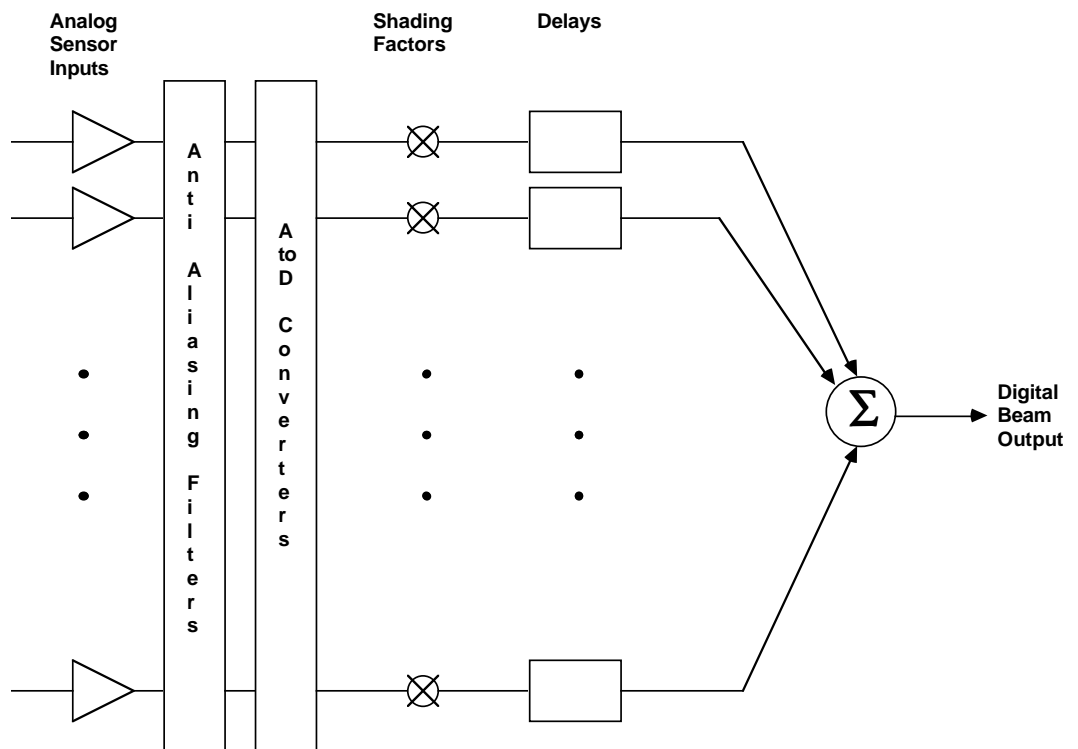 Analog
Sensor
Inputs
Shading
Factors
Delays
Anti Aliasing Filters
A to D Converters
Σ
Digital
Beam
Output